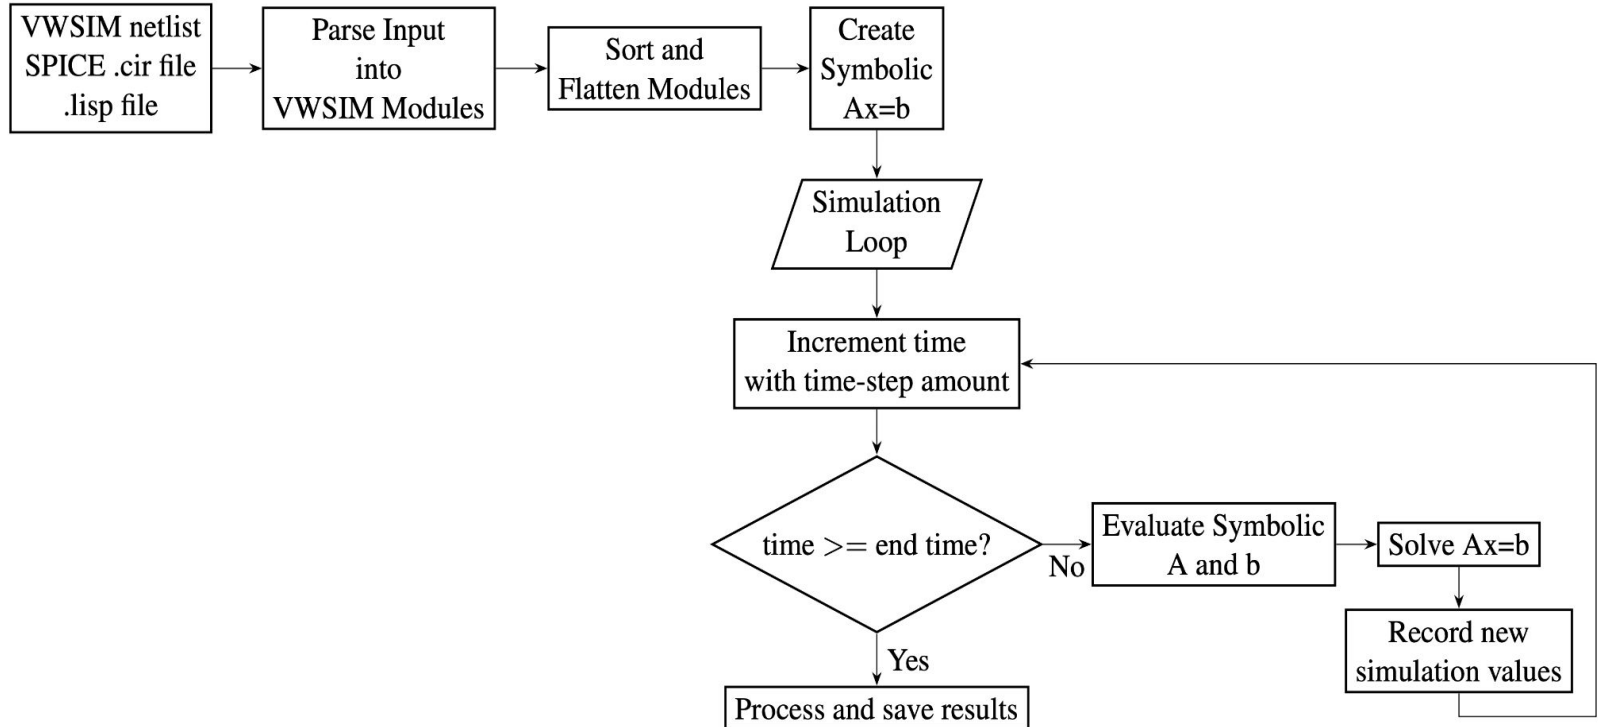 VWSIM netlist
SPICE .cir file
.lisp file
Parse Input
into
VWSIM Modules
Sort and
Flatten Modules
Create
Symbolic
Ax=b
Simulation
Loop
Increment time
with time-step amount
time >= end time?
No
Evaluate Symbolic
A and b
Solve Ax=b
Record new
simulation values
Yes
Process and save results